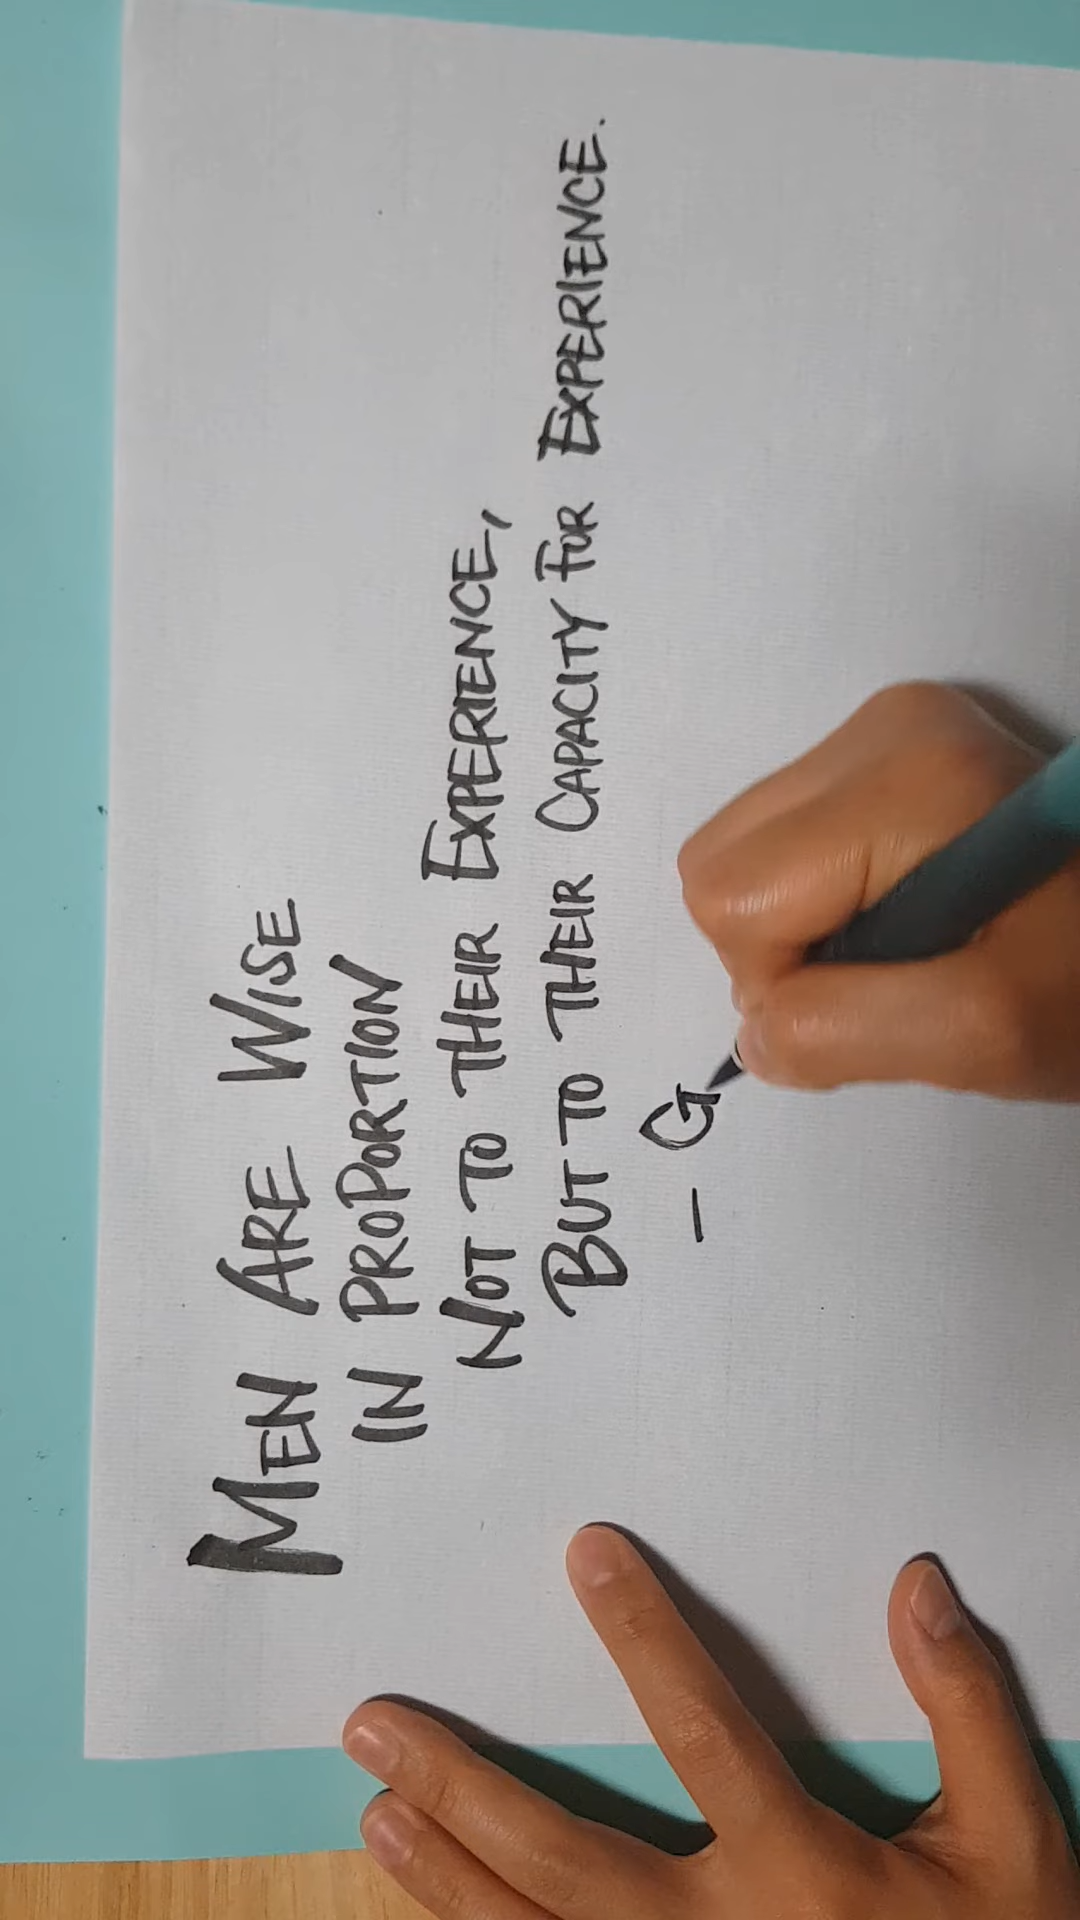 MEN ARE WISE
IN PROPORTION
NOT TO THEIR EXPERIENCE,
BUT TO THEIR CAPACITY FOR EXPERIENCE.
- G